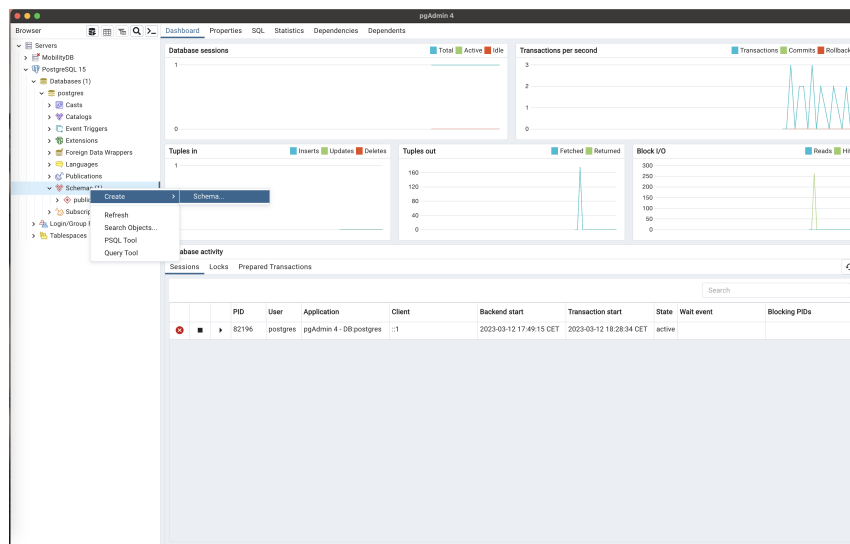 pgAdmin 4
Browser
Dashboard Properties SQL Statistics Dependencies Dependents
Servers
MobilityDB
PostgreSQL 15
Databases (1)
postgres
Casts
Catalogs
Event Triggers
Extensions
Foreign Data Wrappers
Languages
Publications
Schemas (1)
public
Subscrip
Login/Group
Tablespaces
Create
Schema...
Refresh
Search Objects...
PSQL Tool
Query Tool
Database sessions
Total Active Idle
1
0
Transactions per second
Transactions Commits Rollback
3
2
1
0
Tuples in
Inserts Updates Deletes
1
Tuples out
Fetched Returned
160
120
80
40
0
Block I/O
Reads Hi
300
250
200
150
100
50
0
base activity
Sessions Locks Prepared Transactions
Search
PID User Application Client Backend start Transaction start State Wait event Blocking PIDs
82196 postgres pgAdmin 4 - DB:postgres ::1 2023-03-12 17:49:15 CET 2023-03-12 18:28:34 CET active